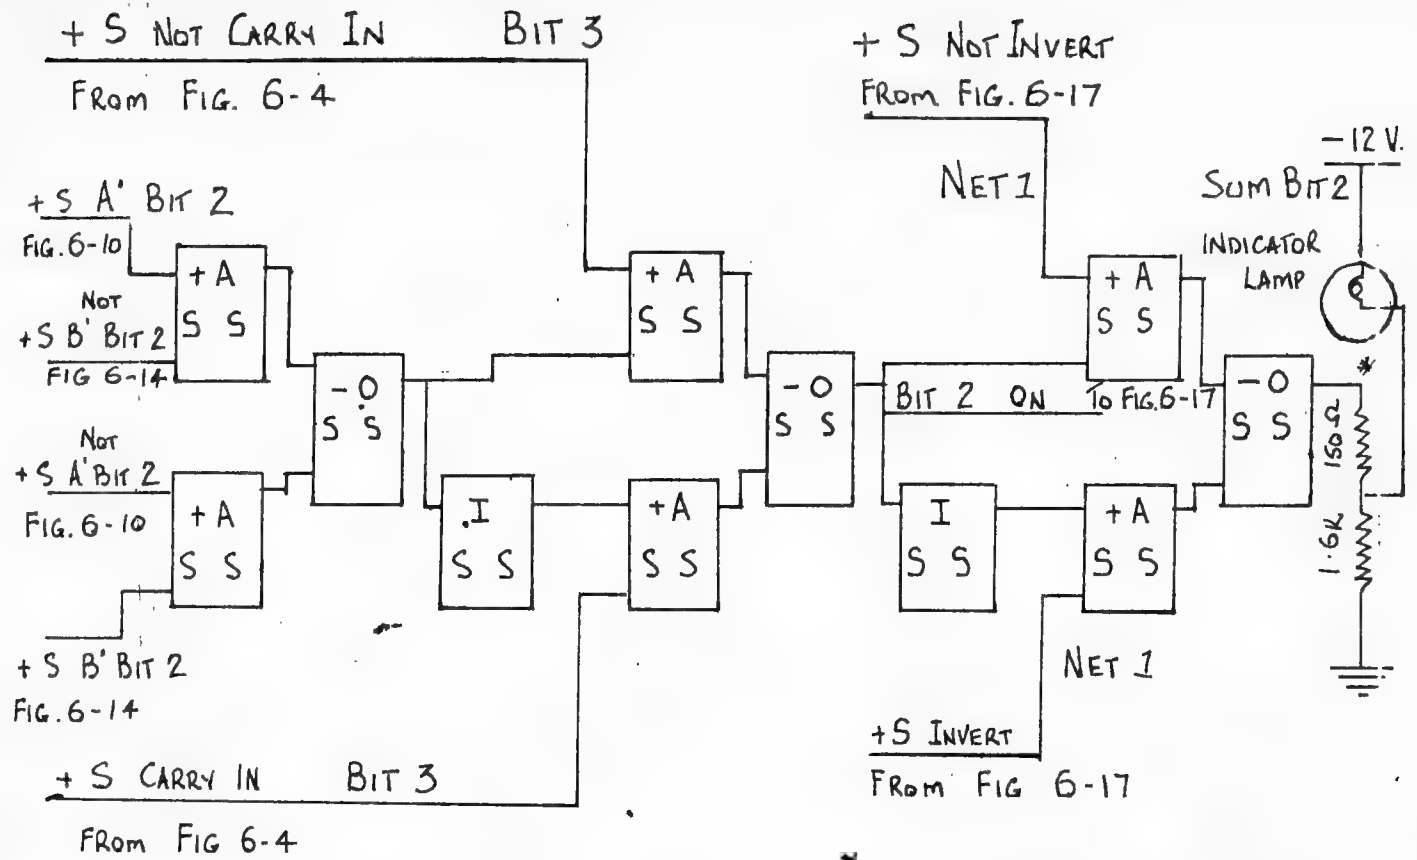 + S NOT CARRY IN BIT 3
FROM FIG. 6-4
+ S NOT INVERT
FROM FIG. 6-17
NET 1
-12 V.
SUM BIT 2
INDICATOR
LAMP
+ S A' BIT 2
FIG. 6-10
NOT
+S B' BIT 2
FIG 6-14
+ A
S S
- O
S S
NOT
+ S A' BIT 2
FIG. 6-10
+ A
S S
+ S B' BIT 2
FIG. 6-14
.I
S S
+ A
S S
+ A
S S
- O
S S
BIT 2 ON TO FIG. 6-17
I
S S
+ A
S S
+ A
S S
- O
S S
*
150 Ω
1.6K
NET 1
+ S INVERT
FROM FIG 6-17
+ S CARRY IN BIT 3
FROM FIG 6-4